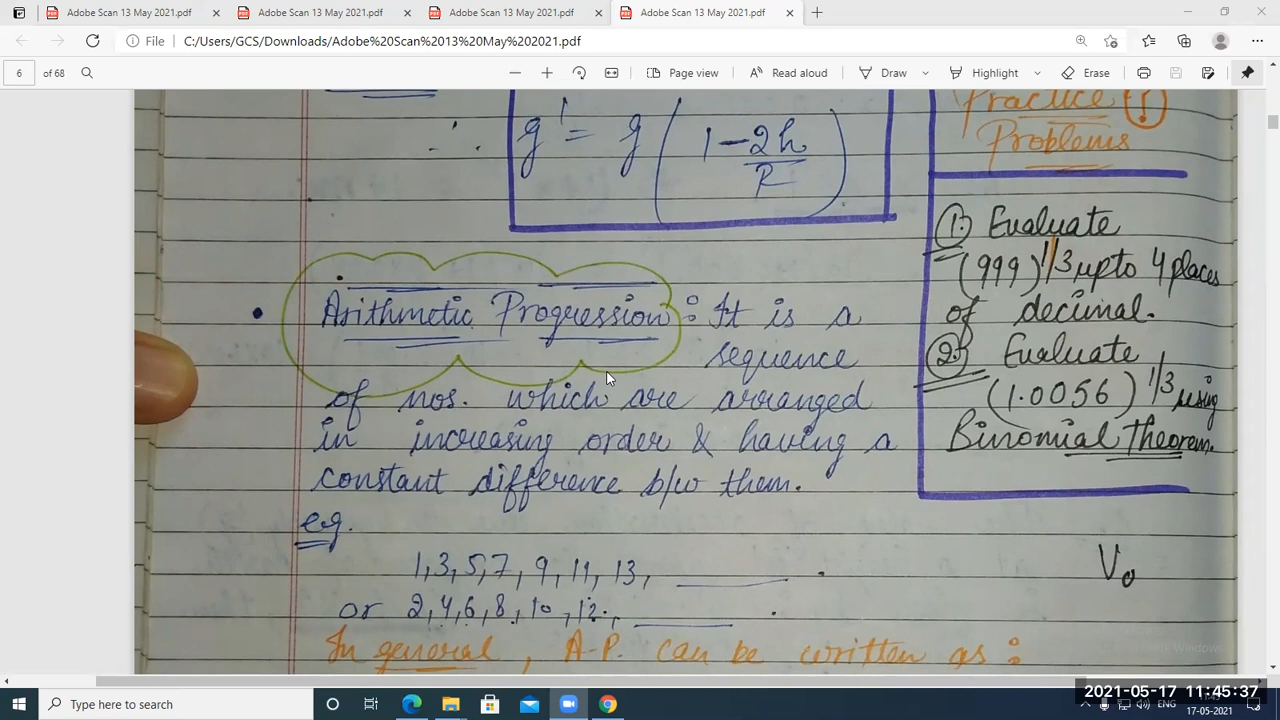 Adobe Scan 13 May 2021.pdf
Adobe Scan 13 May 2021.pdf
Adobe Scan 13 May 2021.pdf
Adobe Scan 13 May 2021.pdf
File
C:/Users/GCS/Downloads/Adobe%20Scan%2013%20May%202021.pdf
6 of 68
Page view
Read aloud
Draw
Highlight
Erase
∴ g' = g (1 - 2h/R)
Arithmetic Progression : It is a
sequence
of nos. which are arranged
in increasing order & having a
constant difference b/w them.
e.g.
1, 3, 5, 7, 9, 11, 13,
or 2, 4, 6, 8, 10, 12,
In general, A.P. can be written as :
Practice
Problems
1. Evaluate
(999)^1/3 upto 4 places
of decimal.
2. Evaluate
(1.0056)^1/3 using
Binomial Theorem.
Vo
Type here to search
ENG
17-05-2021
2021-05-17 11:45:37